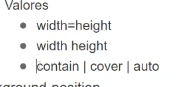 Valores
width=height
width height
contain | cover | auto